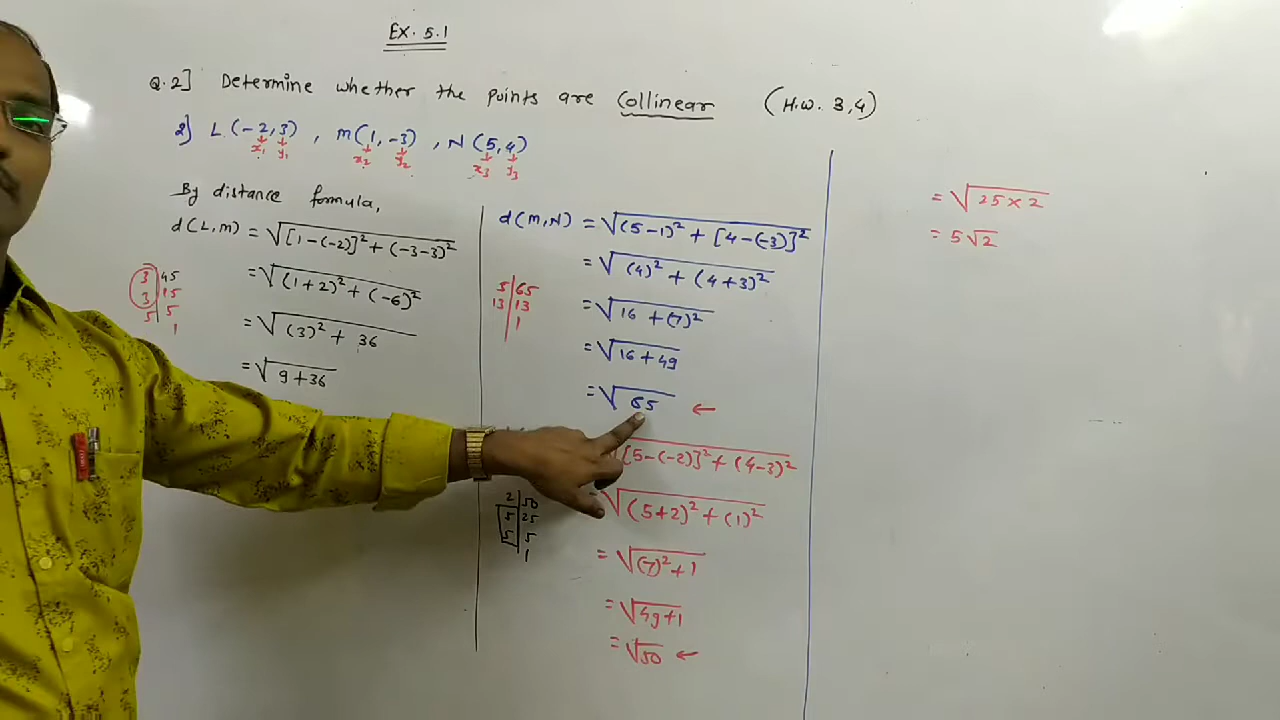 EX. 5.1
Q.2] Determine whether the points are Collinear (H.W. 3,4)
2] L (-2,3) , M(1,-3) , N (5,4)
x₁ y₁ x₂ y₂ x₃ y₃
By distance formula,
d(L,M) = √[1-(-2)]² + (-3-3)²
= √(1+2)² + (-6)²
= √(3)² + 36
= √9+36
3 | 45
3 | 15
5 | 5
1
d(M,N) = √(5-1)² + [4-(-3)]²
= √(4)² + (4+3)²
= √16 + (7)²
= √16+49
= √65 ←
5 | 65
13 | 13
1
[5-(-2)]² + (4-3)²
√(5+2)² + (1)²
= √(7)² + 1
= √49+1
= √50 ←
2 | 50
5 | 25
5 | 5
1
= √25 × 2
= 5√2